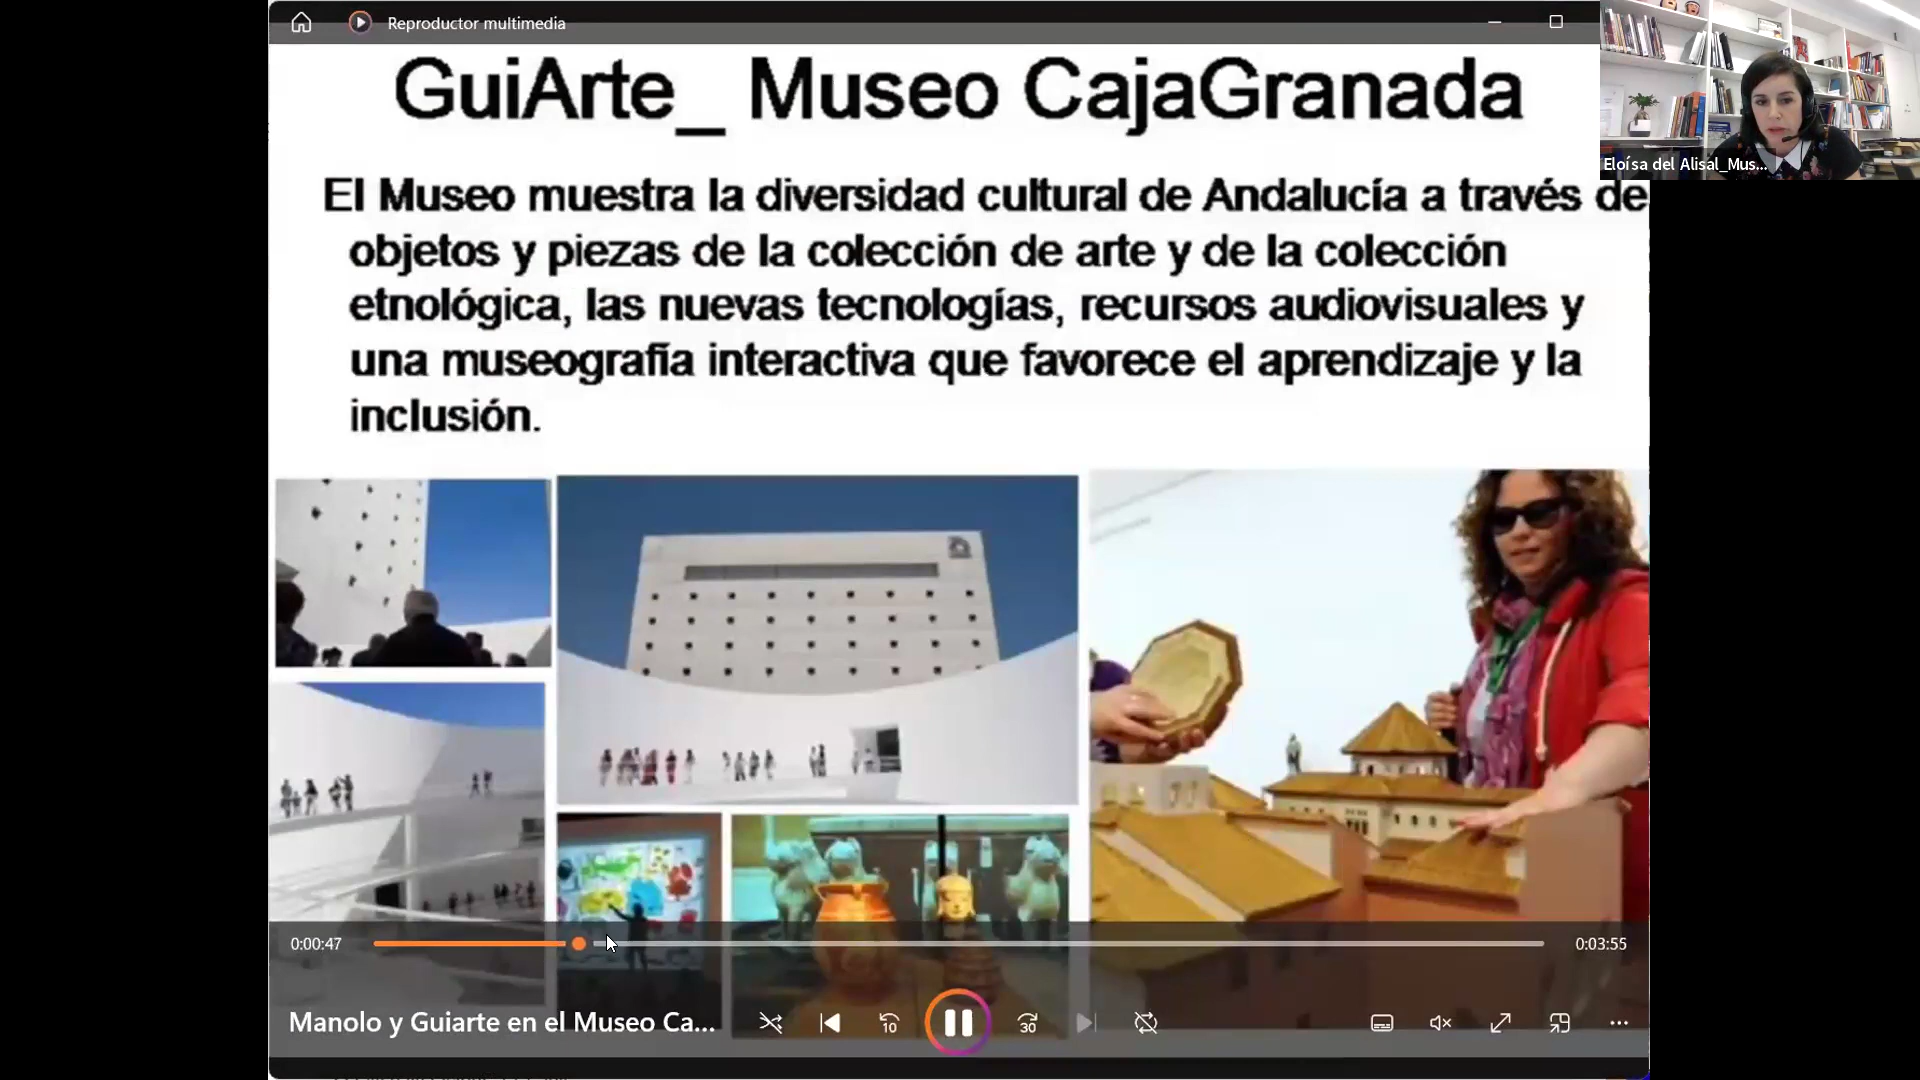 Reproductor multimedia
GuiArte_ Museo CajaGranada
Eloísa del Alisal_Mus...
El Museo muestra la diversidad cultural de Andalucía a través de
objetos y piezas de la colección de arte y de la colección
etnológica, las nuevas tecnologías, recursos audiovisuales y
una museografía interactiva que favorece el aprendizaje y la
inclusión.
0:00:47
0:03:55
Manolo y Guiarte en el Museo Ca...
10
30